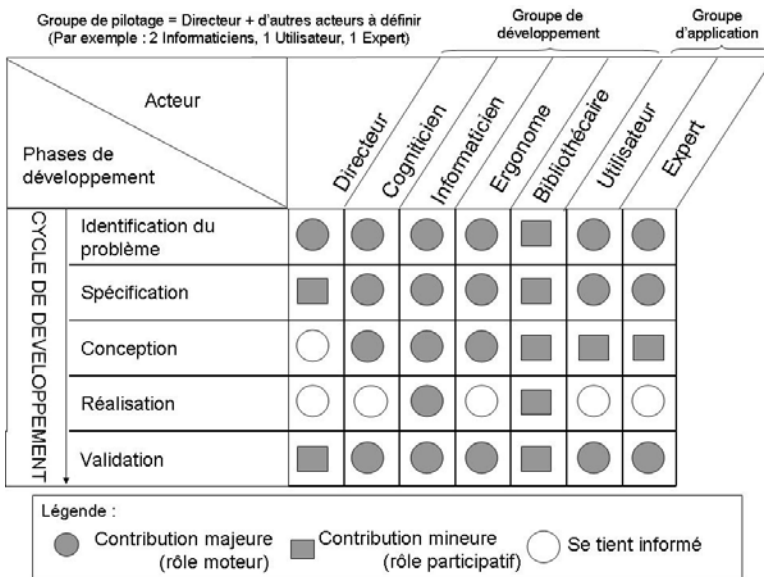 Groupe de pilotage = Directeur + d'autres acteurs à définir
(Par exemple : 2 Informaticiens, 1 Utilisateur, 1 Expert)
Groupe de
développement
Groupe
d'application
Acteur
Phases de
développement
Directeur
Cogniticien
Informaticien
Ergonome
Bibliothécaire
Utilisateur
Expert
CYCLE DE DEVELOPPEMENT
Identification du
problème
Spécification
Conception
Réalisation
Validation
Légende :
Contribution majeure
(rôle moteur)
Contribution mineure
(rôle participatif)
Se tient informé